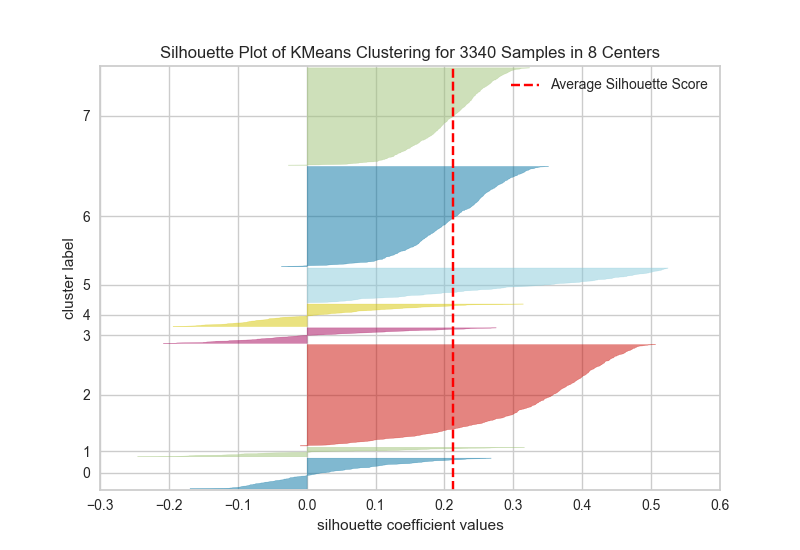 Silhouette Plot of KMeans Clustering for 3340 Samples in 8 Centers
Average Silhouette Score
7
6
5
4
3
2
1
0
cluster label
−0.3 −0.2 −0.1 0.0 0.1 0.2 0.3 0.4 0.5 0.6
silhouette coefficient values